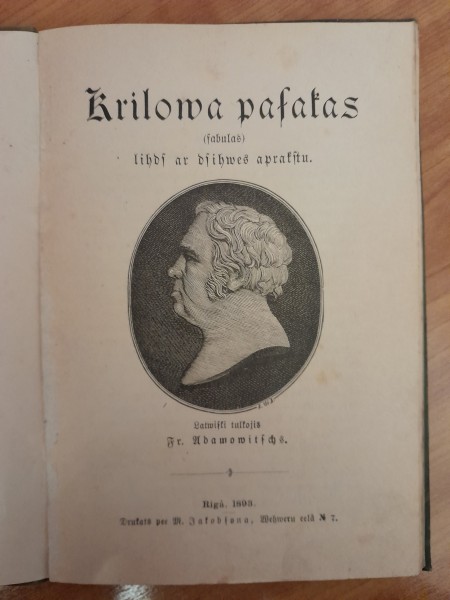 Krilowa paſakas
(fabulas)
lihdſ ar dſihwes aprakſtu.
Latwiſki tulkojis
Fr. Adamowitſchs.
Rigâ. 1893.
Drukats pee M. Jakobſona, Wehweru eelâ № 7.